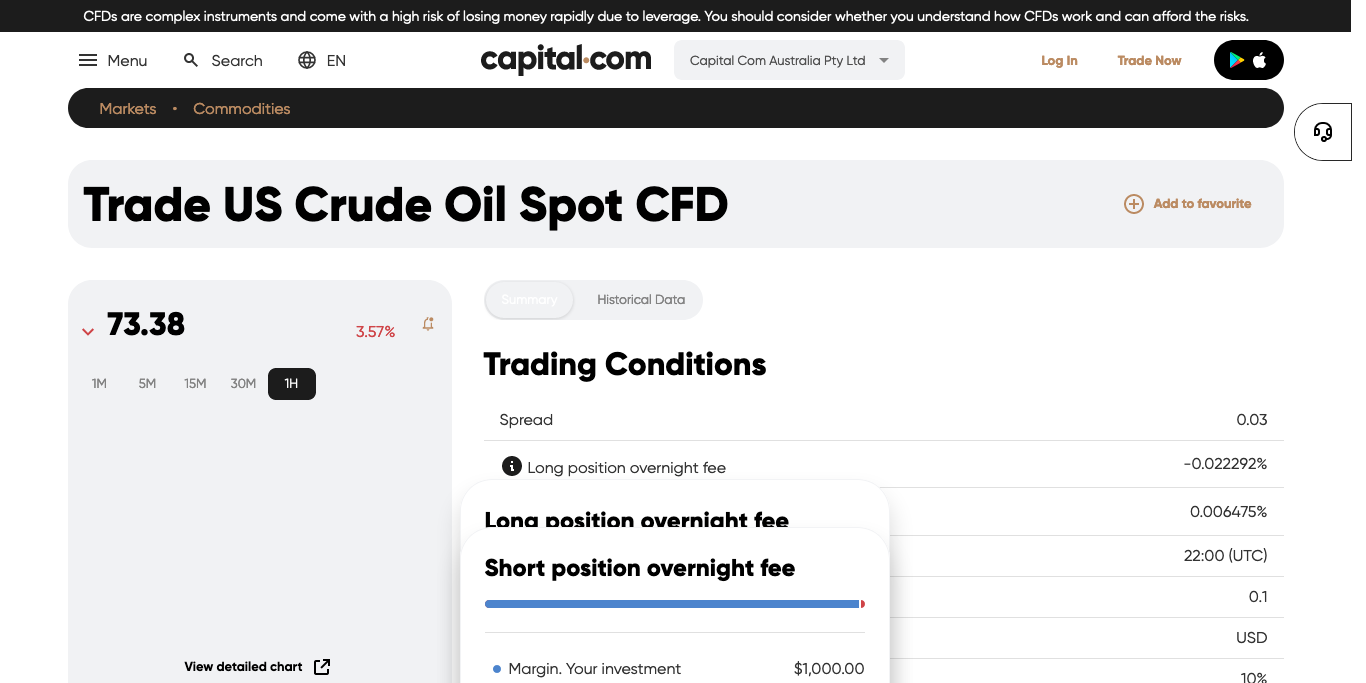 CFDs are complex instruments and come with a high risk of losing money rapidly due to leverage. You should consider whether you understand how CFDs work and can afford the risks.
Menu Search EN capital.com Capital Com Australia Pty Ltd Log In Trade Now
Markets • Commodities
Trade US Crude Oil Spot CFD Add to favourite
73.38 3.57%
1M 5M 15M 30M 1H
View detailed chart
Summary Historical Data
Trading Conditions
Spread 0.03
Long position overnight fee -0.022292%
Long position overnight fee
0.006475%
Short position overnight fee
22:00 (UTC)
0.1
USD
Margin. Your investment $1,000.00
10%